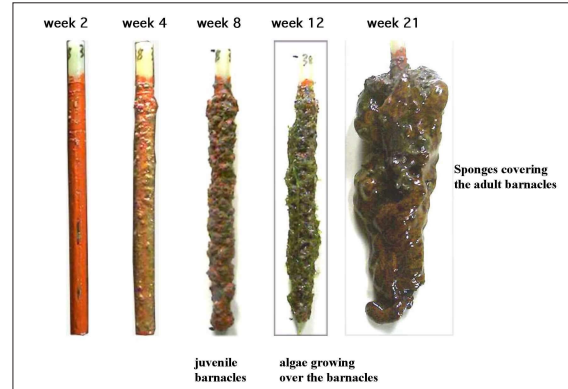 week 2 week 4 week 8 week 12 week 21
Sponges covering
the adult barnacles
juvenile
barnacles
algae growing
over the barnacles